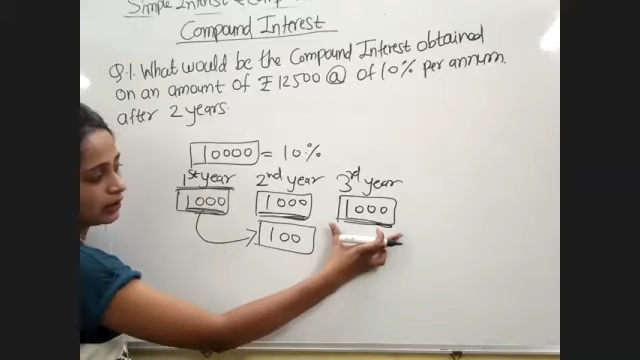 Simple Interest &
Compound Interest
Q.1. What would be the Compound Interest obtained
on an amount of ₹12500 @ of 10% per annum
after 2 years.
10000 = 10%
1st year 2nd year 3rd year
1000 1000 1000
100